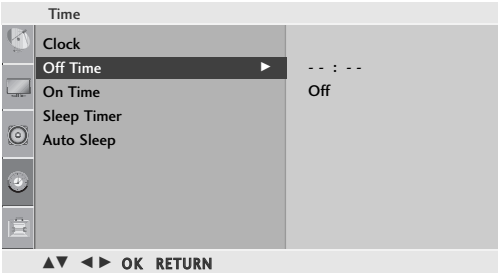 Time
Clock
Off Time ► - - : - -
On Time Off
Sleep Timer
Auto Sleep
▲▼ ◄► OK RETURN